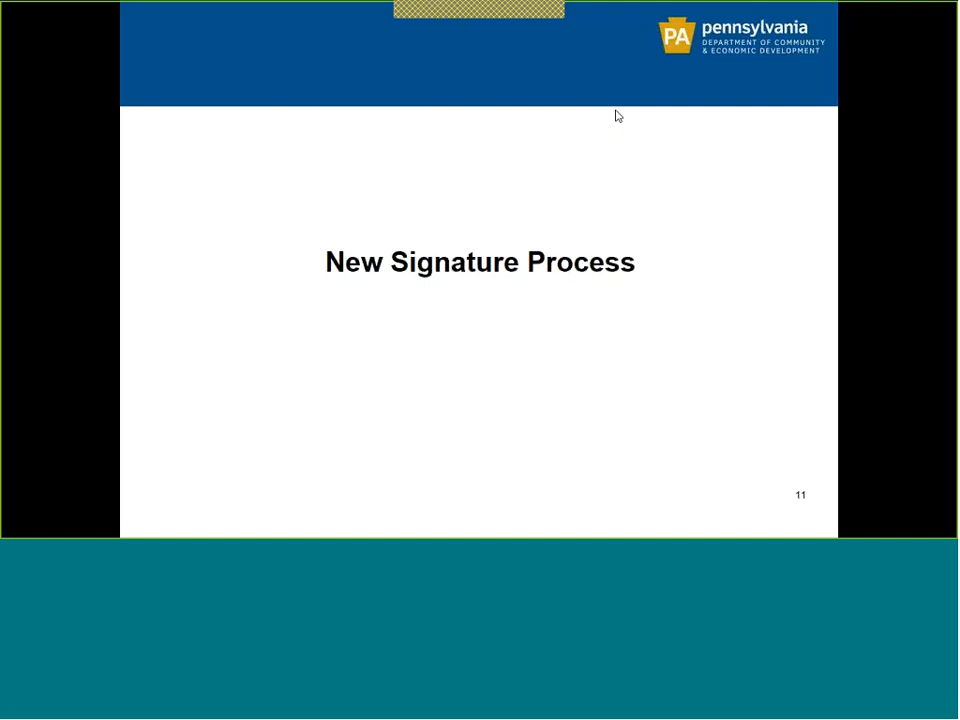 PA pennsylvania
DEPARTMENT OF COMMUNITY
& ECONOMIC DEVELOPMENT
New Signature Process
11